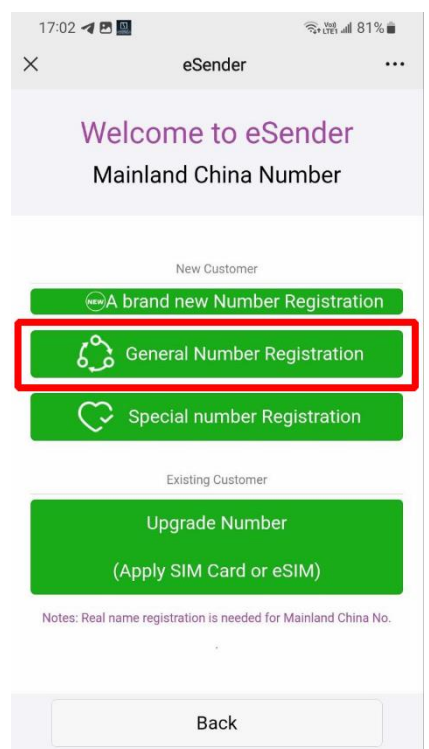 17:02 81%
eSender
Welcome to eSender
Mainland China Number
New Customer
NEW A brand new Number Registration
General Number Registration
Special number Registration
Existing Customer
Upgrade Number
(Apply SIM Card or eSIM)
Notes: Real name registration is needed for Mainland China No.
.
Back